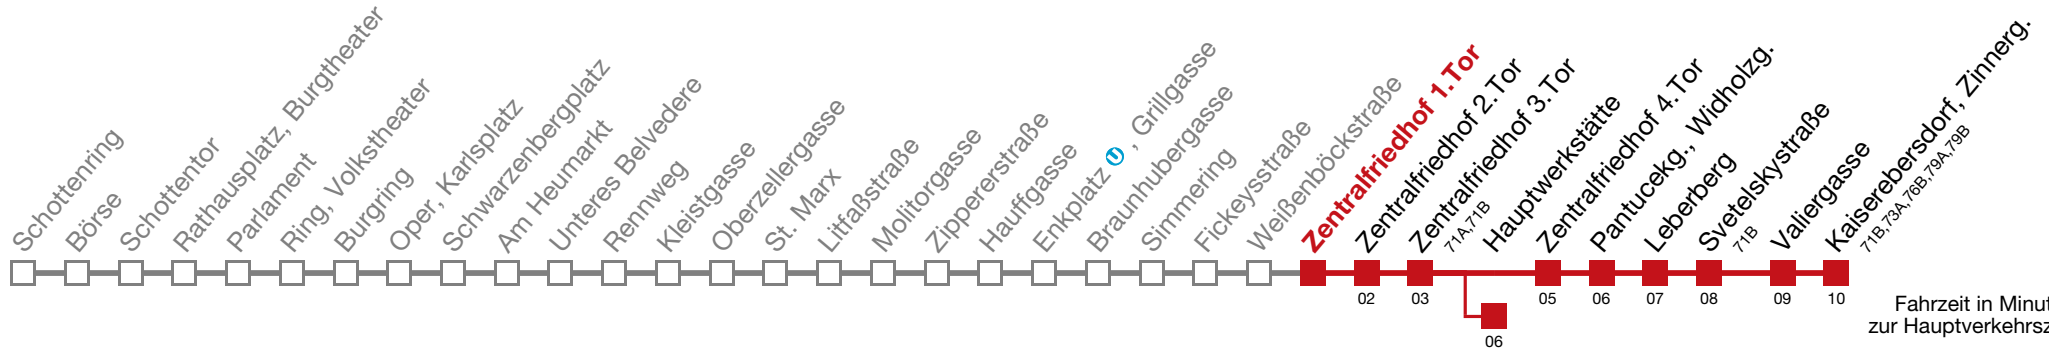 Schottenring
Börse
Schottentor
Rathausplatz, Burgtheater
Parlament
Ring, Volkstheater
Burgring
Oper, Karlsplatz
Schwarzenbergplatz
Am Heumarkt
Unteres Belvedere
Rennweg
Kleistgasse
Oberzellergasse
St. Marx
Litfaßstraße
Molitorgasse
Zippererstraße
Hauffgasse
Enkplatz U , Grillgasse
Braunhubergasse
Simmering
Fickeysstraße
Weißenböckstraße
Zentralfriedhof 1.Tor
Zentralfriedhof 2.Tor
Zentralfriedhof 3.Tor
71A,71B
Hauptwerkstätte
Zentralfriedhof 4.Tor
Pantucekg., Widholzg.
Leberberg
Svetelskystraße
71B
Valiergasse
Kaiserebersdorf, Zinnerg.
71B,73A,76B,79A,79B
02
03
05
06
07
08
09
10
06
Fahrzeit in Minut
zur Hauptverkehrsz